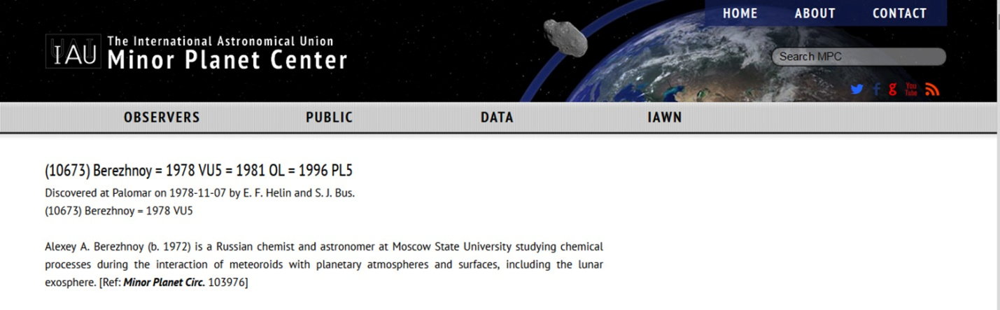 HOME ABOUT CONTACT
IAU The International Astronomical Union
Minor Planet Center
Search MPC
You
Tube
OBSERVERS PUBLIC DATA IAWN
(10673) Berezhnoy = 1978 VU5 = 1981 OL = 1996 PL5
Discovered at Palomar on 1978-11-07 by E. F. Helin and S. J. Bus.
(10673) Berezhnoy = 1978 VU5
Alexey A. Berezhnoy (b. 1972) is a Russian chemist and astronomer at Moscow State University studying chemical
processes during the interaction of meteoroids with planetary atmospheres and surfaces, including the lunar
exosphere. [Ref: Minor Planet Circ. 103976]